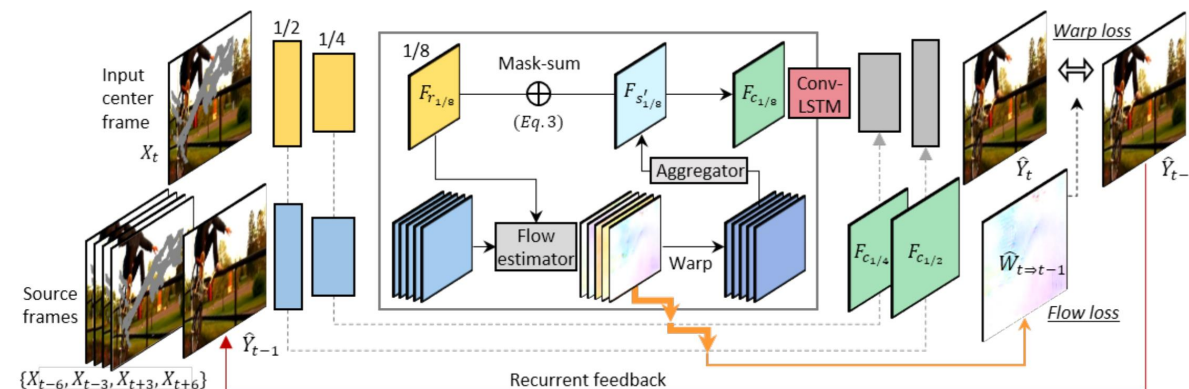 Input
center
frame
X_t
1/2
1/4
1/8
F_{r_{1/8}}
Mask-sum
(Eq.3)
F_{s'_{1/8}}
F_{c_{1/8}}
Conv-
LSTM
Warp loss
Ŷ_t
Ŷ_{t-
Aggregator
Flow
estimator
Warp
F_{c_{1/4}}
F_{c_{1/2}}
Ŵ_{t⇒t-1}
Flow loss
Source
frames
Ŷ_{t-1}
{X_{t-6}, X_{t-3}, X_{t+3}, X_{t+6}}
Recurrent feedback